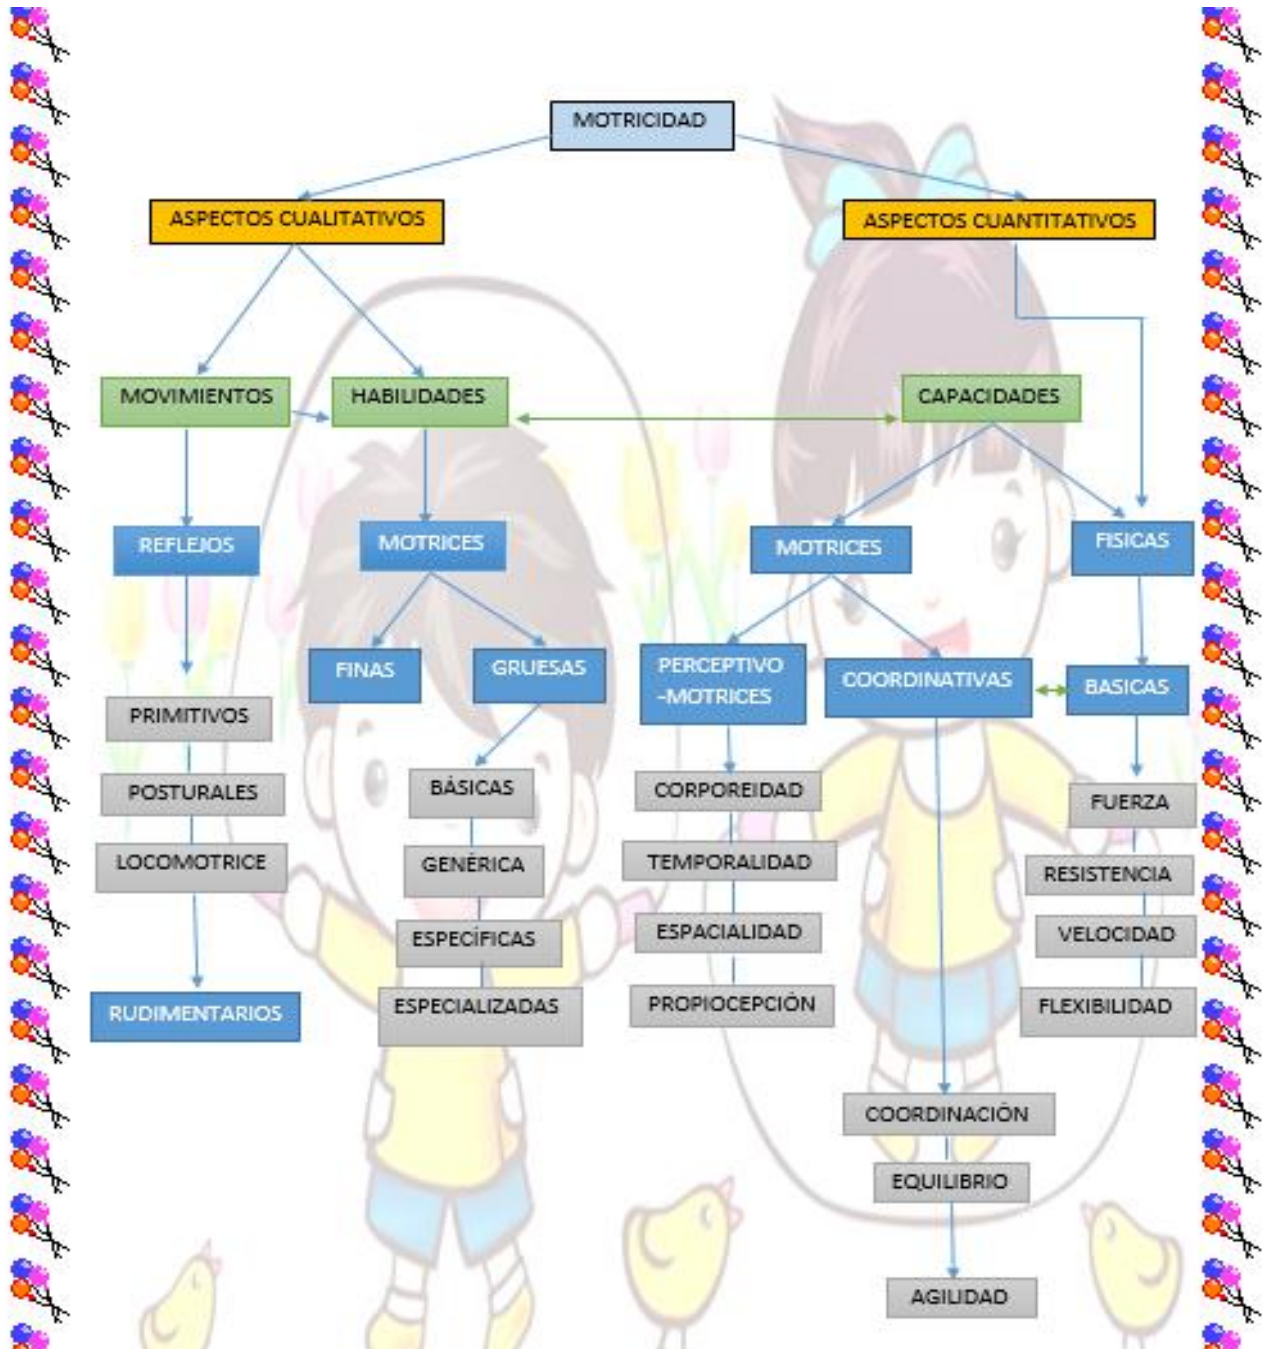 MOTRICIDAD
ASPECTOS CUALITATIVOS
ASPECTOS CUANTITATIVOS
MOVIMIENTOS
HABILIDADES
CAPACIDADES
REFLEJOS
MOTRICES
MOTRICES
FISICAS
FINAS
GRUESAS
PERCEPTIVO
-MOTRICES
COORDINATIVAS
BASICAS
PRIMITIVOS
POSTURALES
LOCOMOTRICE
RUDIMENTARIOS
BÁSICAS
GENÉRICA
ESPECÍFICAS
ESPECIALIZADAS
CORPOREIDAD
TEMPORALIDAD
ESPACIALIDAD
PROPIOCEPCIÓN
FUERZA
RESISTENCIA
VELOCIDAD
FLEXIBILIDAD
COORDINACIÓN
EQUILIBRIO
AGILIDAD